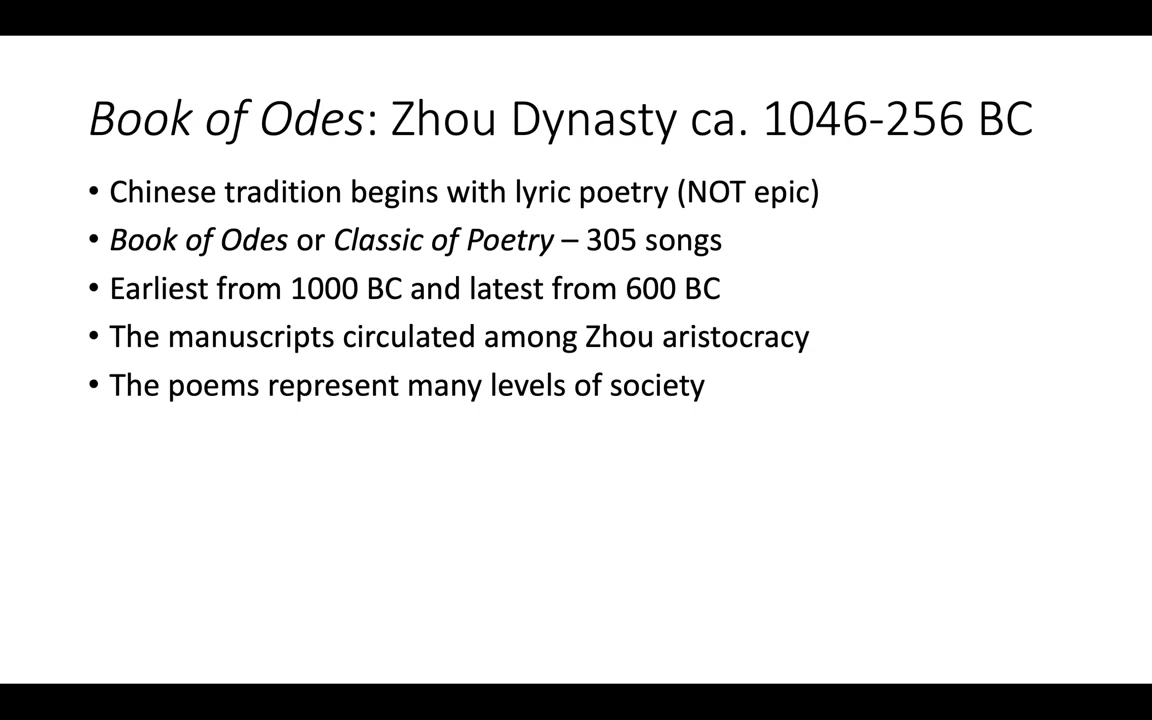 Book of Odes: Zhou Dynasty ca. 1046-256 BC
• Chinese tradition begins with lyric poetry (NOT epic)
• Book of Odes or Classic of Poetry – 305 songs
• Earliest from 1000 BC and latest from 600 BC
• The manuscripts circulated among Zhou aristocracy
• The poems represent many levels of society